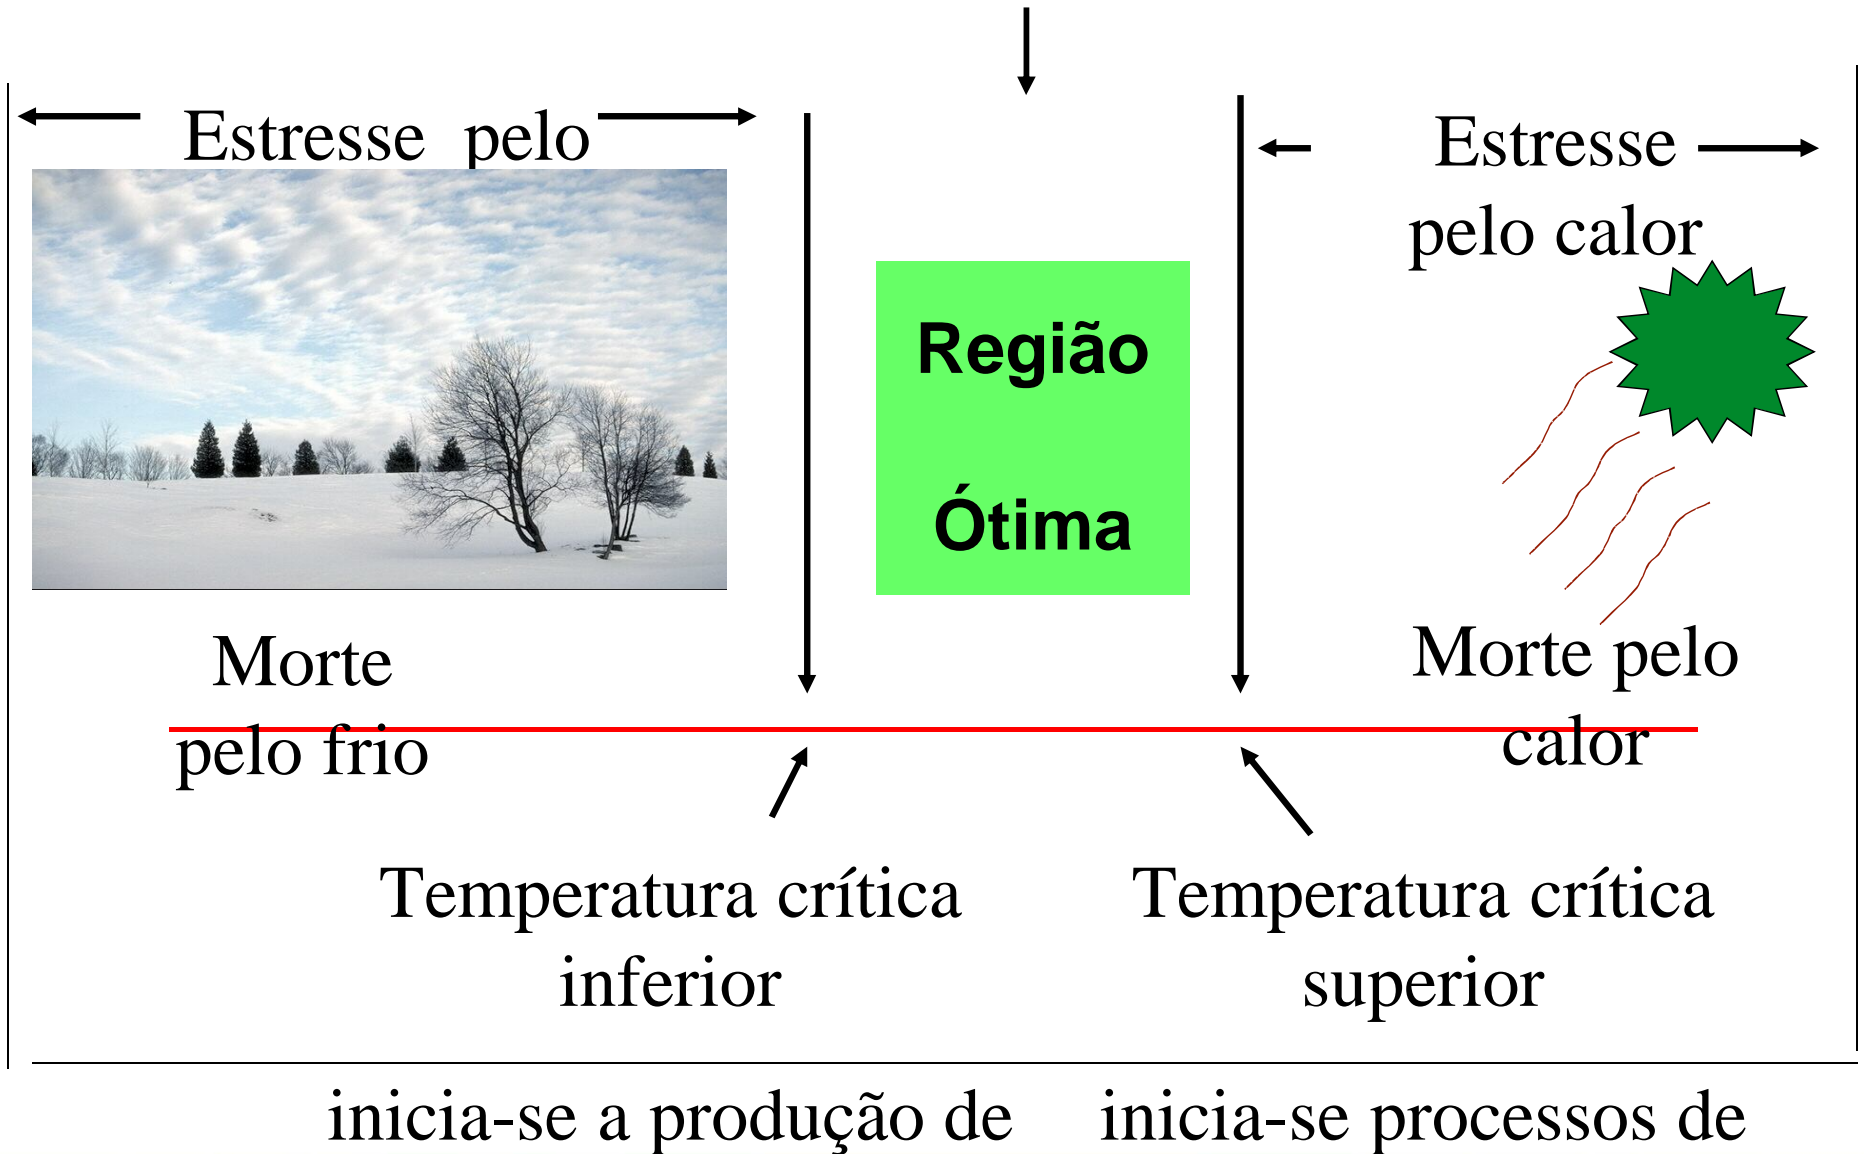 Estresse pelo
Estresse
pelo calor
Região
Ótima
Morte
pelo frio
Morte pelo
calor
Temperatura crítica
inferior
Temperatura crítica
superior
inicia-se a produção de
inicia-se processos de